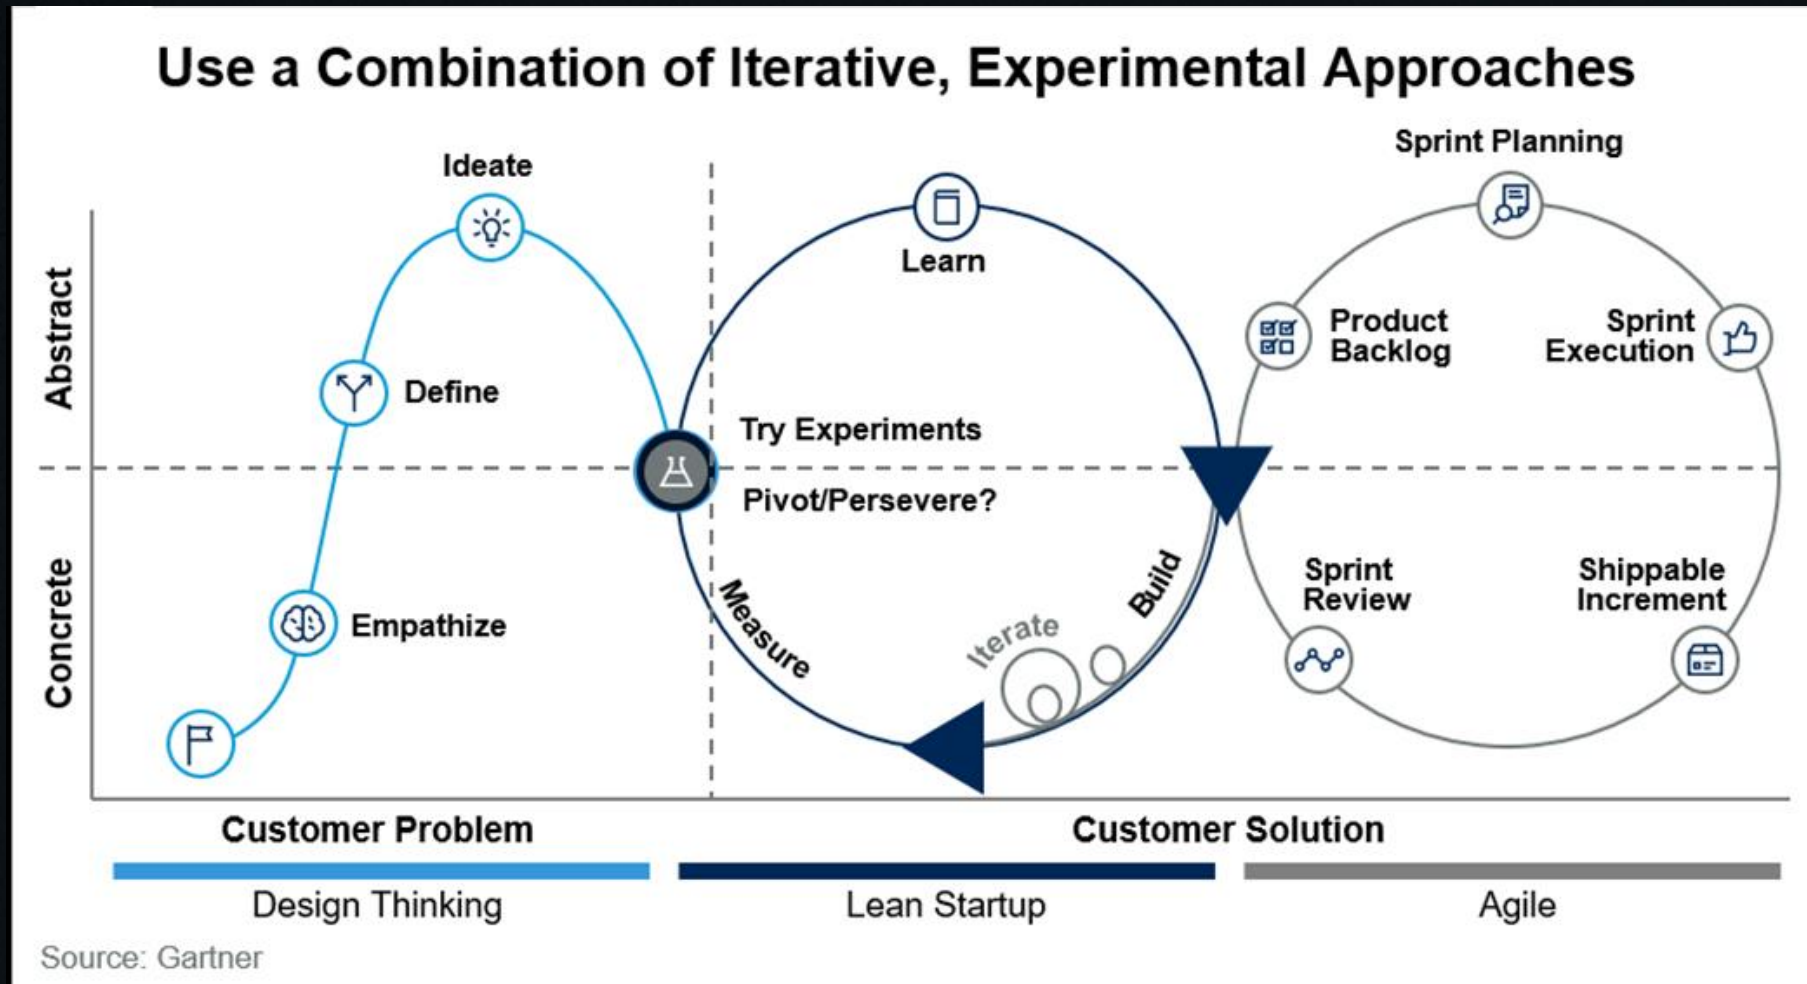 Use a Combination of Iterative, Experimental Approaches
Abstract
Concrete
Ideate
Define
Empathize
Learn
Try Experiments
Pivot/Persevere?
Measure
Iterate
Build
Sprint Planning
Product
Backlog
Sprint
Execution
Sprint
Review
Shippable
Increment
Customer Problem
Customer Solution
Design Thinking
Lean Startup
Agile
Source: Gartner